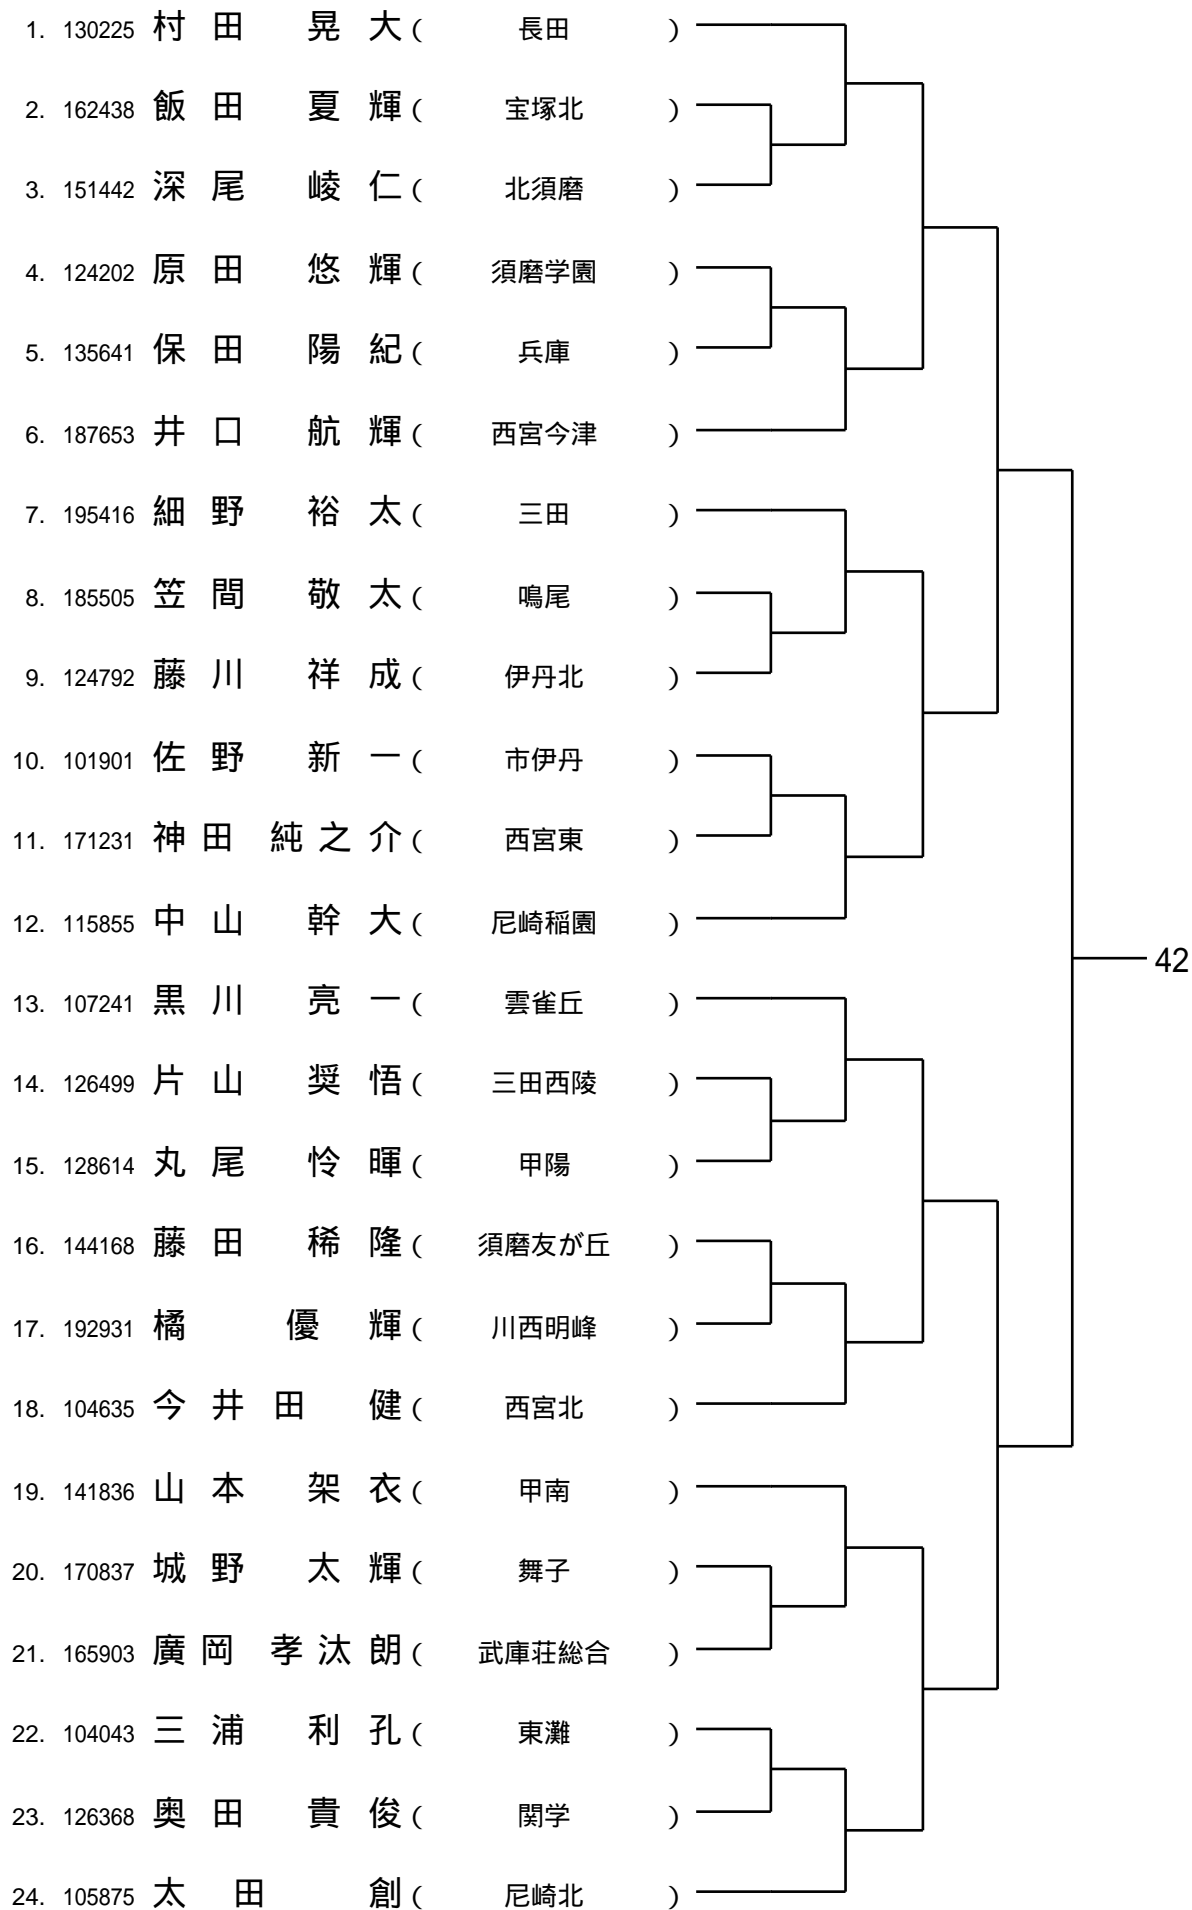 1. 130225 村田 晃大(長田)
2. 162438 飯田 夏輝(宝塚北)
3. 151442 深尾 崚仁(北須磨)
4. 124202 原田 悠輝(須磨学園)
5. 135641 保田 陽紀(兵庫)
6. 187653 井口 航輝(西宮今津)
7. 195416 細野 裕太(三田)
8. 185505 笠間 敬太(鳴尾)
9. 124792 藤川 祥成(伊丹北)
10. 101901 佐野 新一(市伊丹)
11. 171231 神田 純之介(西宮東)
12. 115855 中山 幹大(尼崎稲園)
42
13. 107241 黒川 亮一(雲雀丘)
14. 126499 片山 奨悟(三田西陵)
15. 128614 丸尾 怜暉(甲陽)
16. 144168 藤田 稀隆(須磨友が丘)
17. 192931 橘 優輝(川西明峰)
18. 104635 今井田 健(西宮北)
19. 141836 山本 架衣(甲南)
20. 170837 城野 太輝(舞子)
21. 165903 廣岡 孝汰朗(武庫荘総合)
22. 104043 三浦 利孔(東灘)
23. 126368 奥田 貴俊(関学)
24. 105875 太田 創(尼崎北)